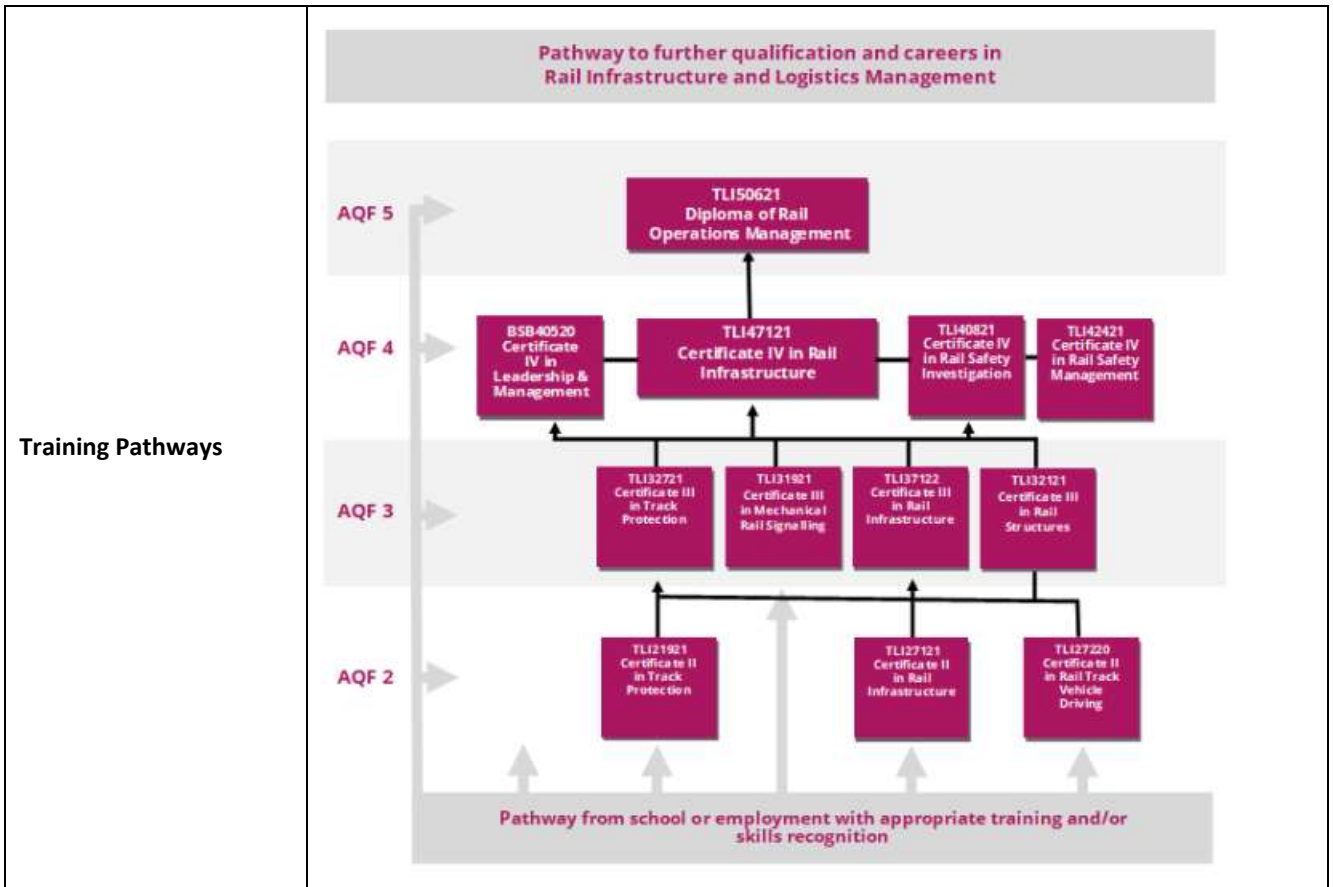 Training Pathways
Pathway to further qualification and careers in
Rail Infrastructure and Logistics Management
AQF 5
TLI50621
Diploma of Rail
Operations Management
AQF 4
BSB40520
Certificate
IV in
Leadership &
Management
TLI47121
Certificate IV in Rail
Infrastructure
TLI40821
Certificate IV
in Rail Safety
Investigation
TLI42421
Certificate IV
in Rail Safety
Management
AQF 3
TLI32721
Certificate III
in Track
Protection
TLI31921
Certificate III
in Mechanical
Rail Signalling
TLI37122
Certificate III
in Rail
Infrastructure
TLI32121
Certificate III
in Rail
Structures
AQF 2
TLI21921
Certificate II
in Track
Protection
TLI27121
Certificate II
in Rail
Infrastructure
TLI27220
Certificate II
in Rail Track
Vehicle
Driving
Pathway from school or employment with appropriate training and/or
skills recognition